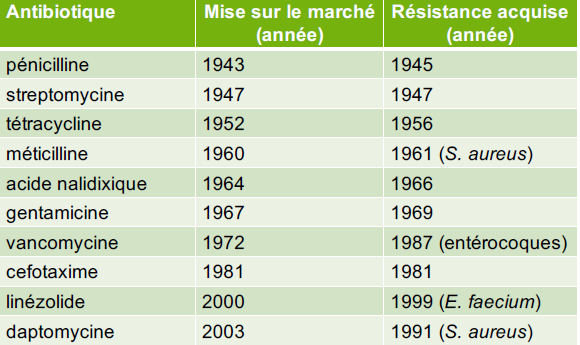 Antibiotique Mise sur le marché Résistance acquise
(année) (année)
pénicilline 1943 1945
streptomycine 1947 1947
tétracycline 1952 1956
méticilline 1960 1961 (S. aureus)
acide nalidixique 1964 1966
gentamicine 1967 1969
vancomycine 1972 1987 (entérocoques)
cefotaxime 1981 1981
linézolide 2000 1999 (E. faecium)
daptomycine 2003 1991 (S. aureus)